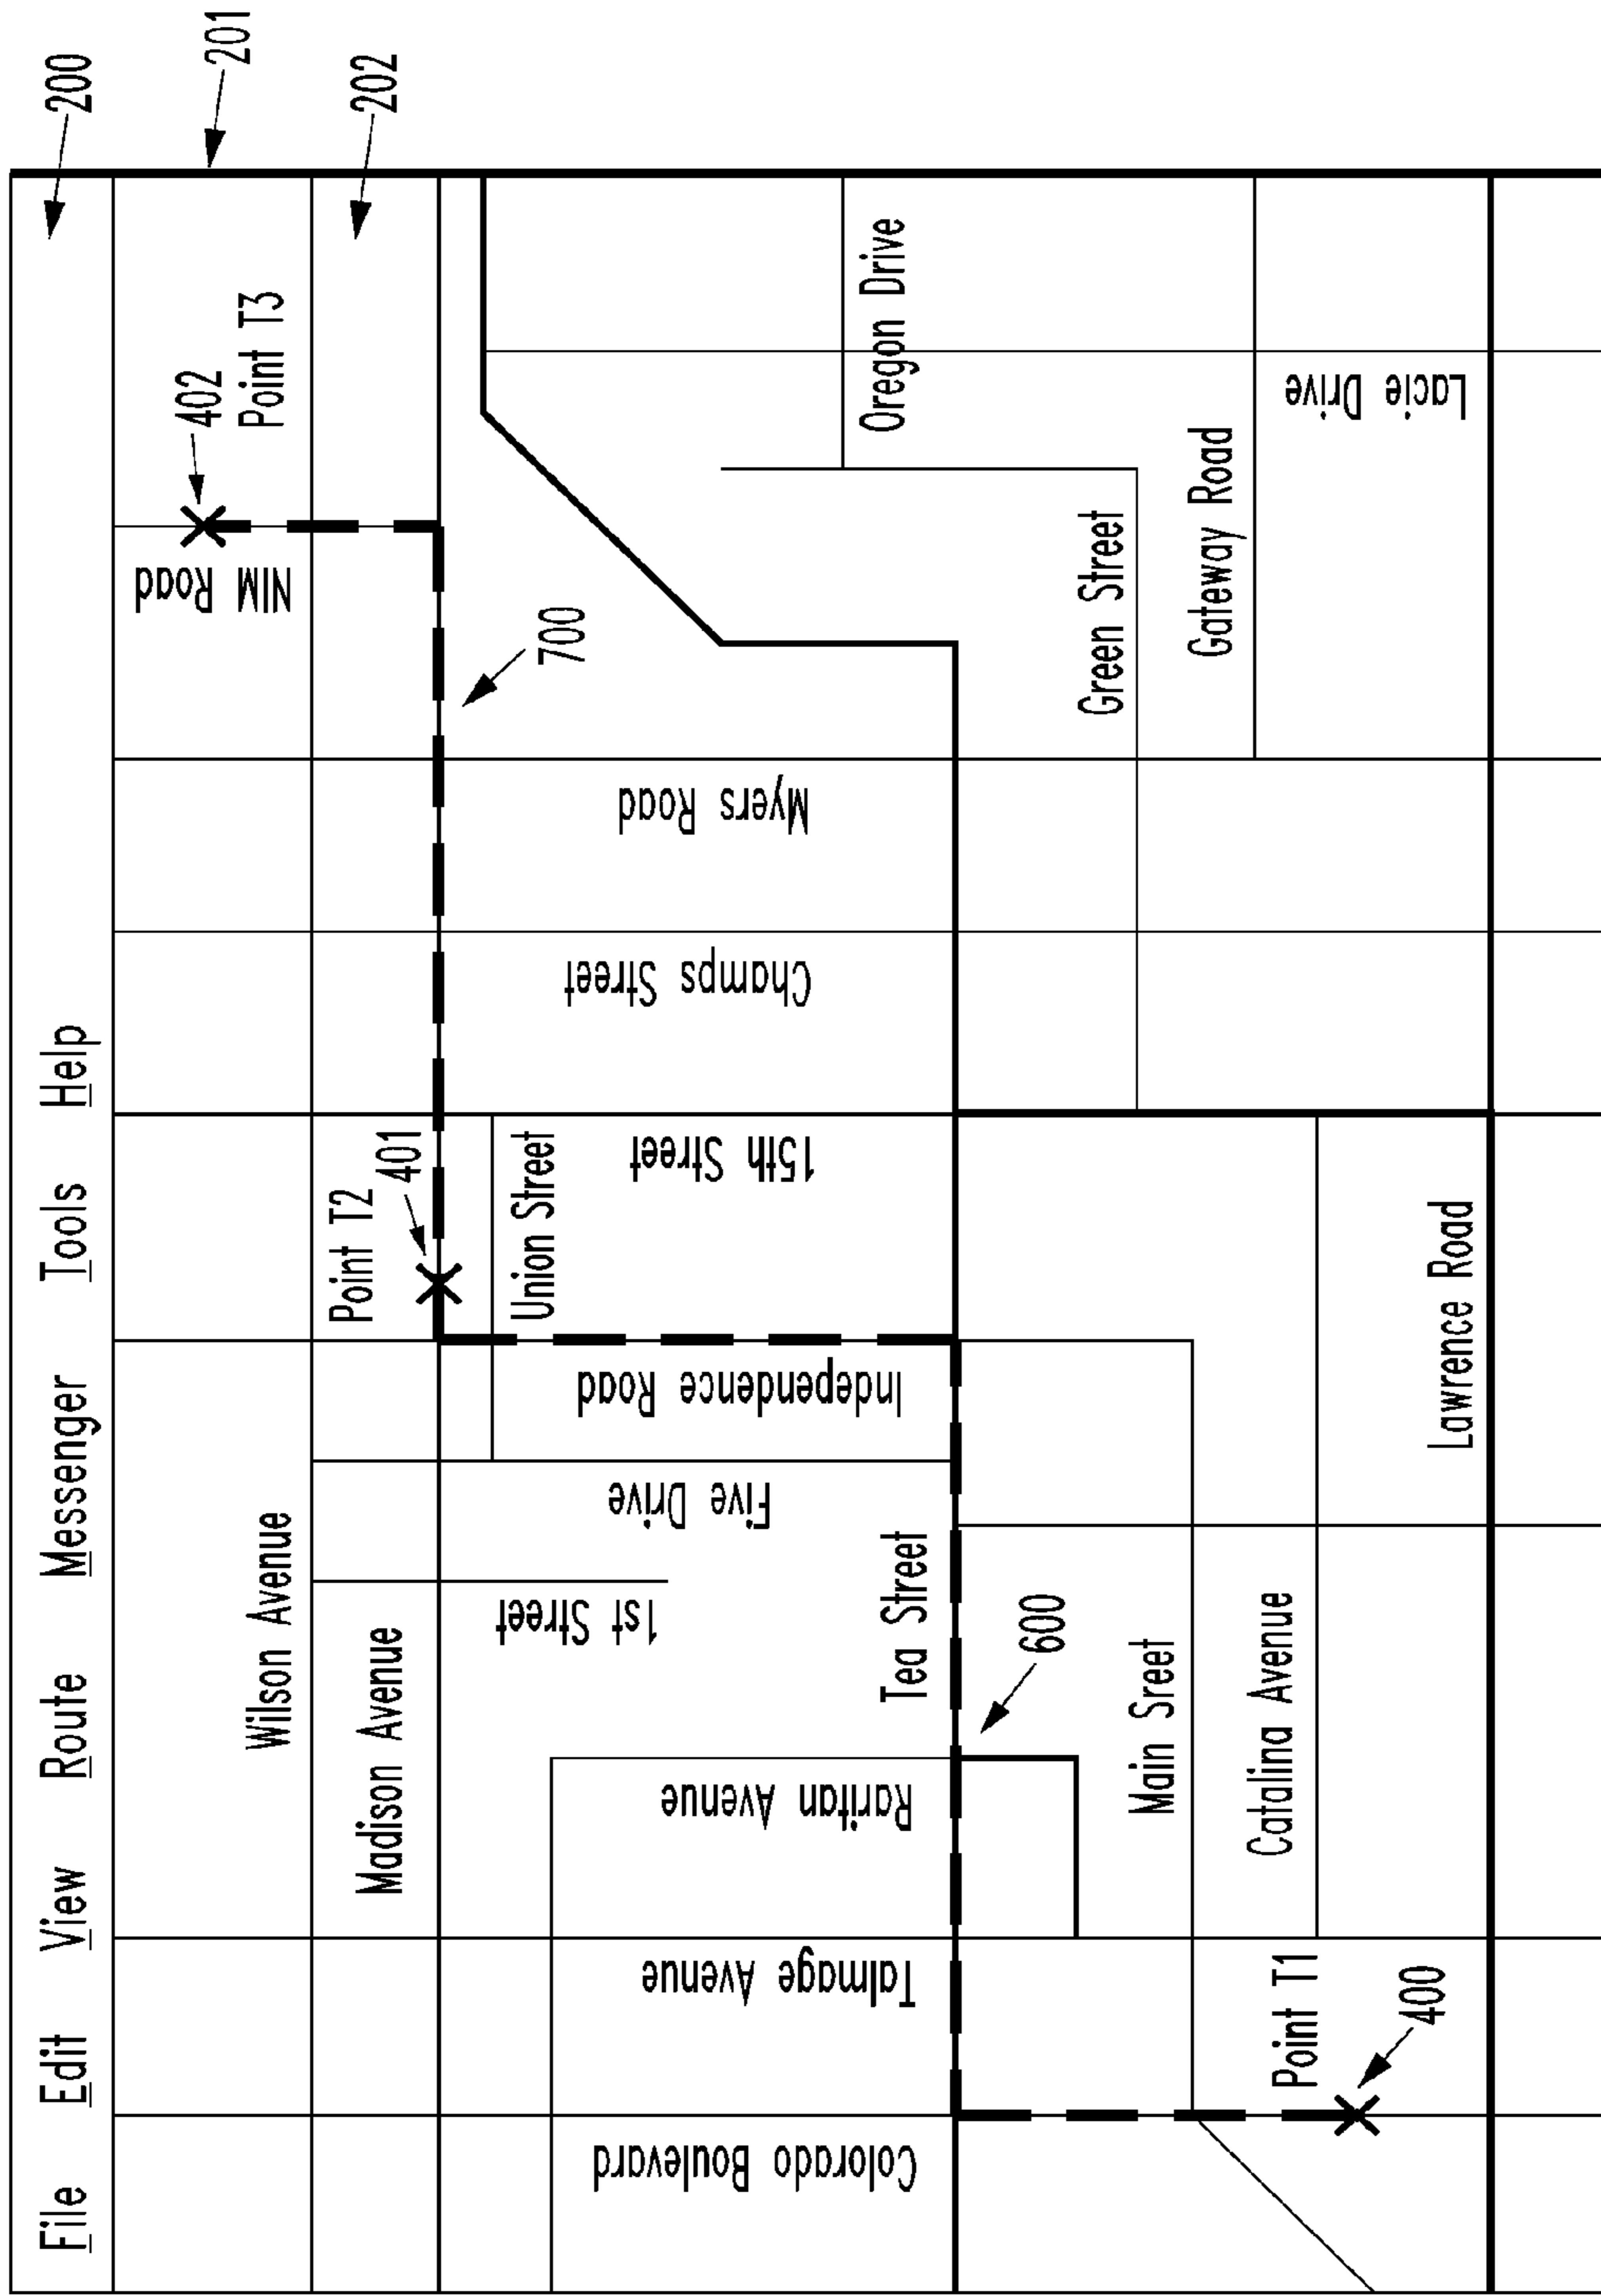 File Edit View Route Messenger Tools Help
200
201
202
402
Point T3
NIM Road
Wilson Avenue
Point T2
401
Madison Avenue
700
Union Street
1st Street
Five Drive
Independence Road
15th Street
Champs Street
Myers Road
Oregon Drive
Colorado Boulevard
Talmage Avenue
Raritan Avenue
Tea Street
600
Green Street
Main Sreet
Gateway Road
Catalina Avenue
Point T1
400
Lacie Drive
Lawrence Road